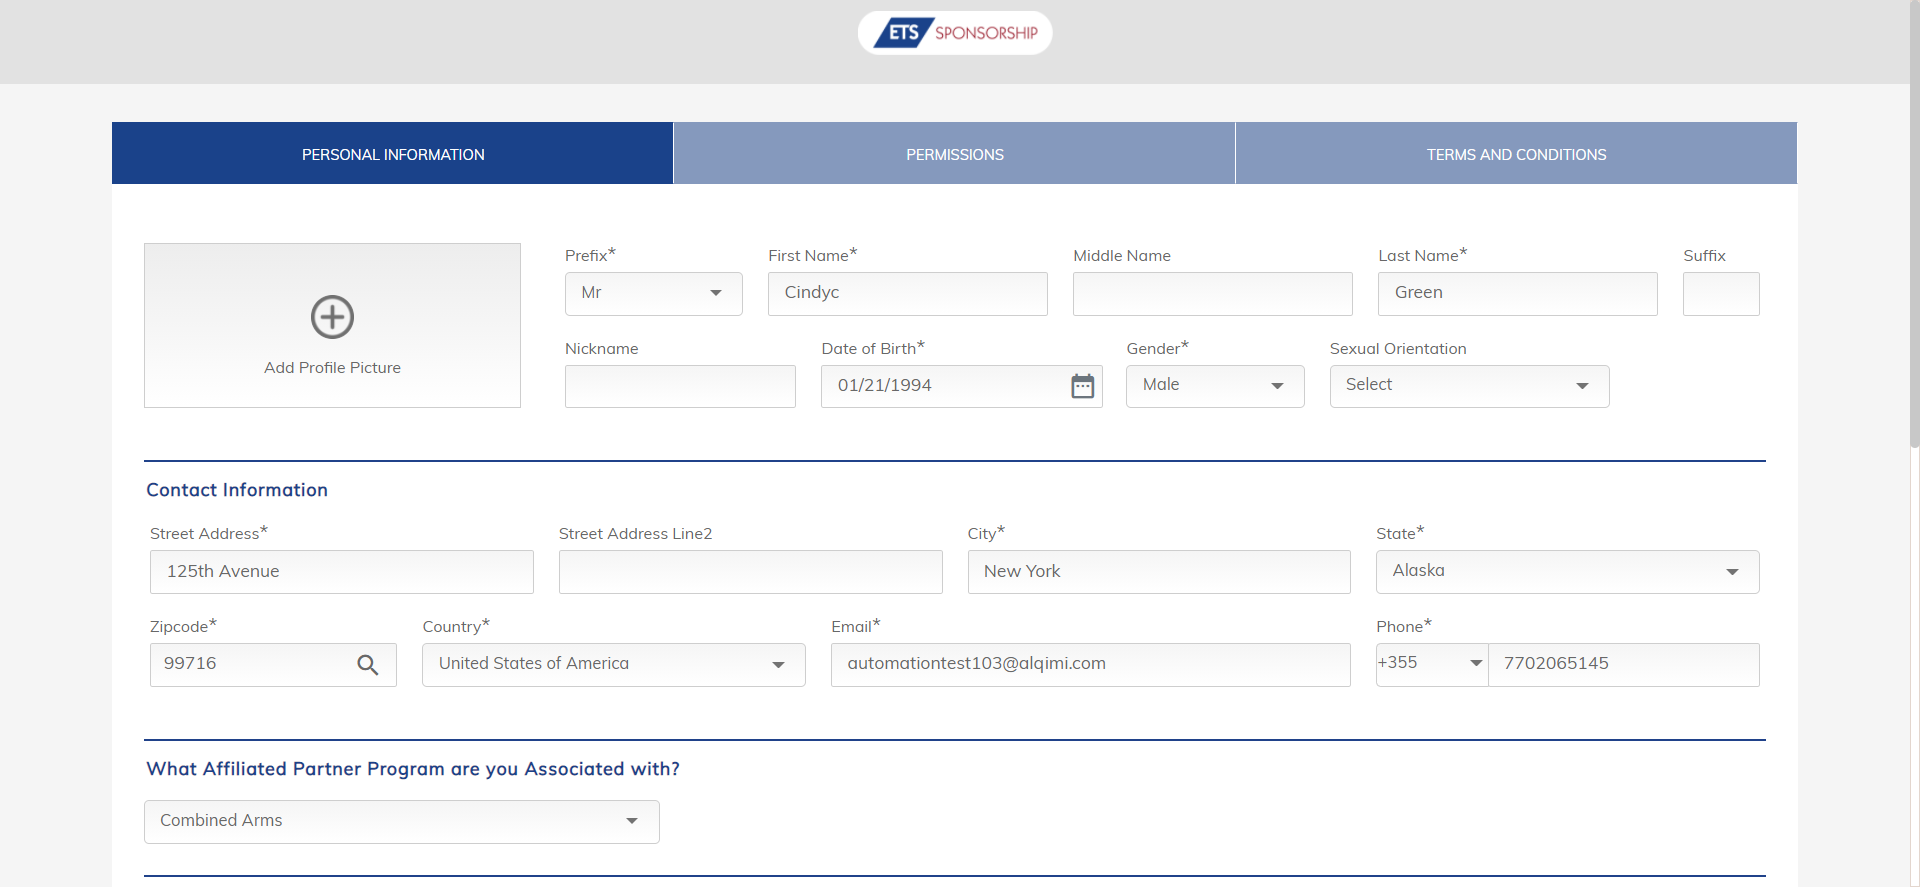 ETS SPONSORSHIP
PERSONAL INFORMATION PERMISSIONS TERMS AND CONDITIONS
Add Profile Picture
Prefix* First Name* Middle Name Last Name* Suffix
Mr Cindyc Green
Nickname Date of Birth* Gender* Sexual Orientation
01/21/1994 Male Select
Contact Information
Street Address* Street Address Line2 City* State*
125th Avenue New York Alaska
Zipcode* Country* Email* Phone*
99716 United States of America automationtest103@alqimi.com +355 7702065145
What Affiliated Partner Program are you Associated with?
Combined Arms